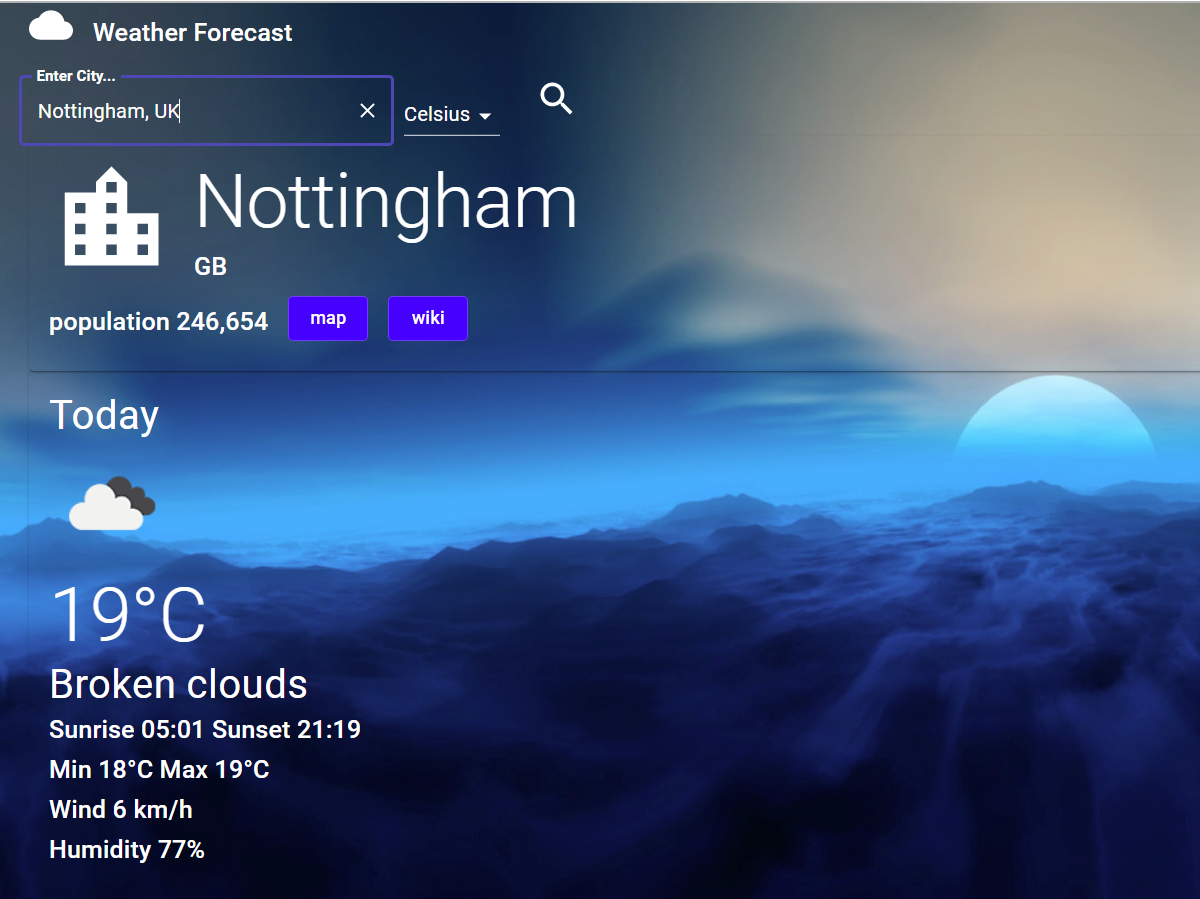 Weather Forecast
Enter City...
Nottingham, UK
Celsius
Nottingham
GB
population 246,654 map wiki
Today
19°C
Broken clouds
Sunrise 05:01 Sunset 21:19
Min 18°C Max 19°C
Wind 6 km/h
Humidity 77%